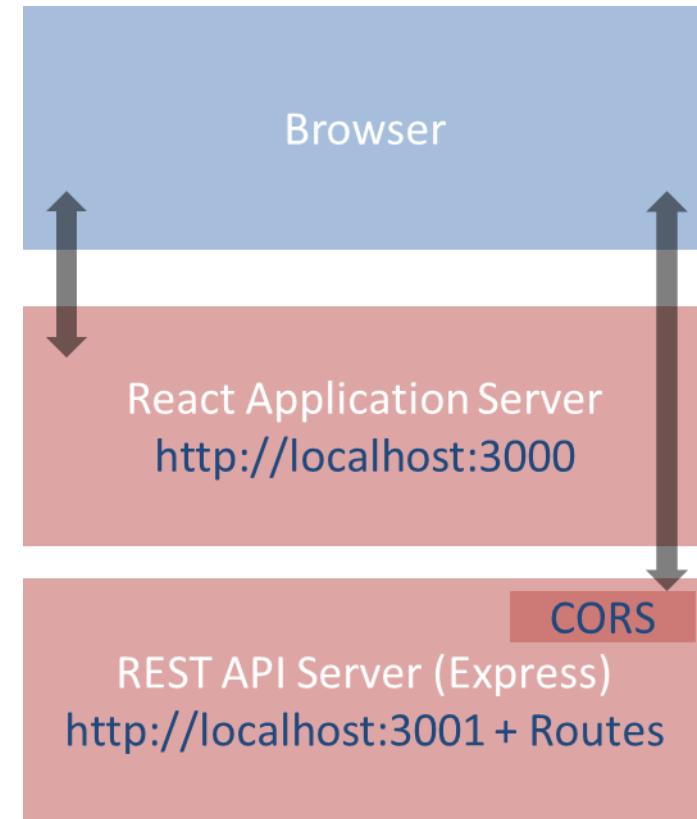 Browser
React Application Server
http://localhost:3000
CORS
REST API Server (Express)
http://localhost:3001 + Routes